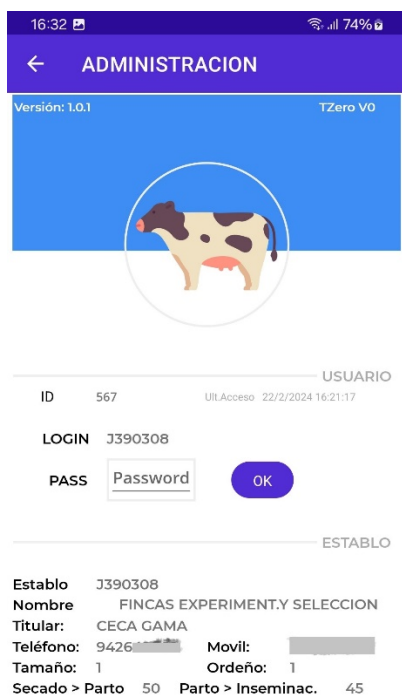 16:32 74%
ADMINISTRACION
Versión: 1.0.1 TZero V0
USUARIO
ID 567 Ult.Acceso 22/2/2024 16:21:17
LOGIN J390308
PASS Password OK
ESTABLO
Establo J390308
Nombre FINCAS EXPERIMENT.Y SELECCION
Titular: CECA GAMA
Teléfono: 9426 Movil:
Tamaño: 1 Ordeño: 1
Secado > Parto 50 Parto > Inseminac. 45